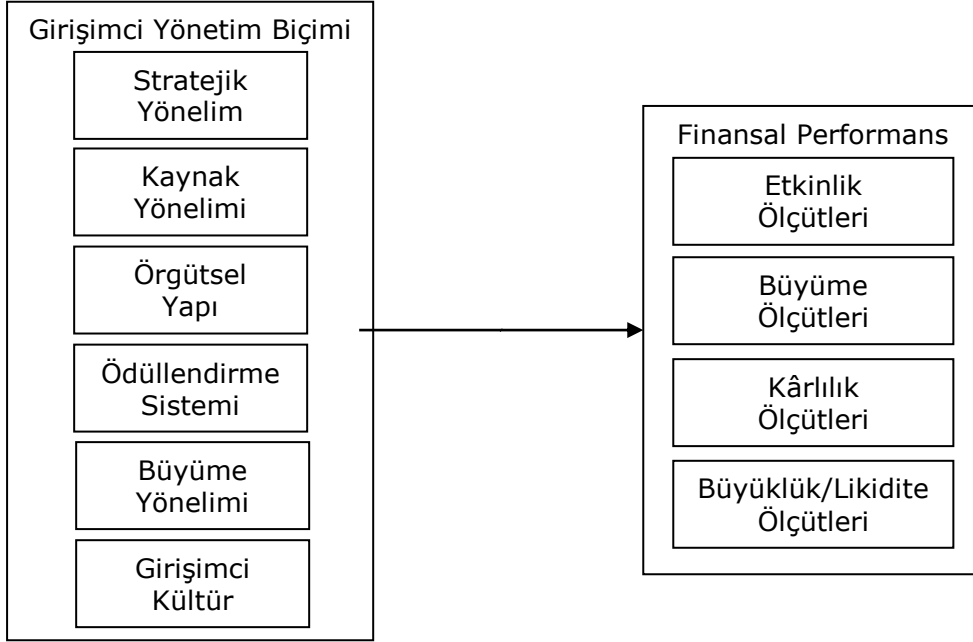 Girişimci Yönetim Biçimi
Stratejik
Yönelim
Kaynak
Yönelimi
Örgütsel
Yapı
Ödüllendirme
Sistemi
Büyüme
Yönelimi
Girişimci
Kültür
Finansal Performans
Etkinlik
Ölçütleri
Büyüme
Ölçütleri
Kârlılık
Ölçütleri
Büyüklük/Likidite
Ölçütleri